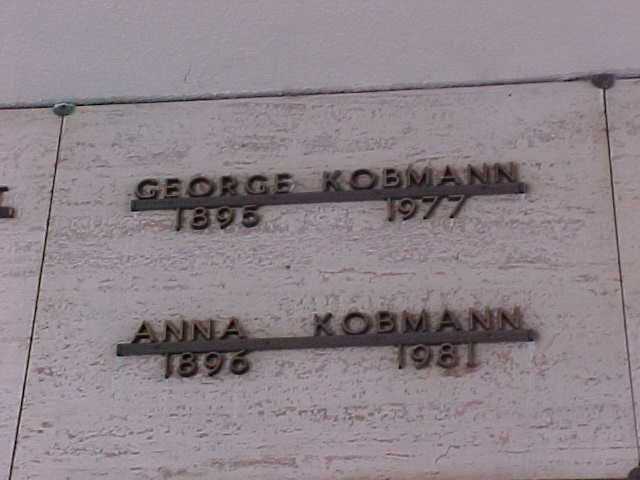 GEORGE KOBMANN
1895 1977
ANNA KOBMANN
1896 1981